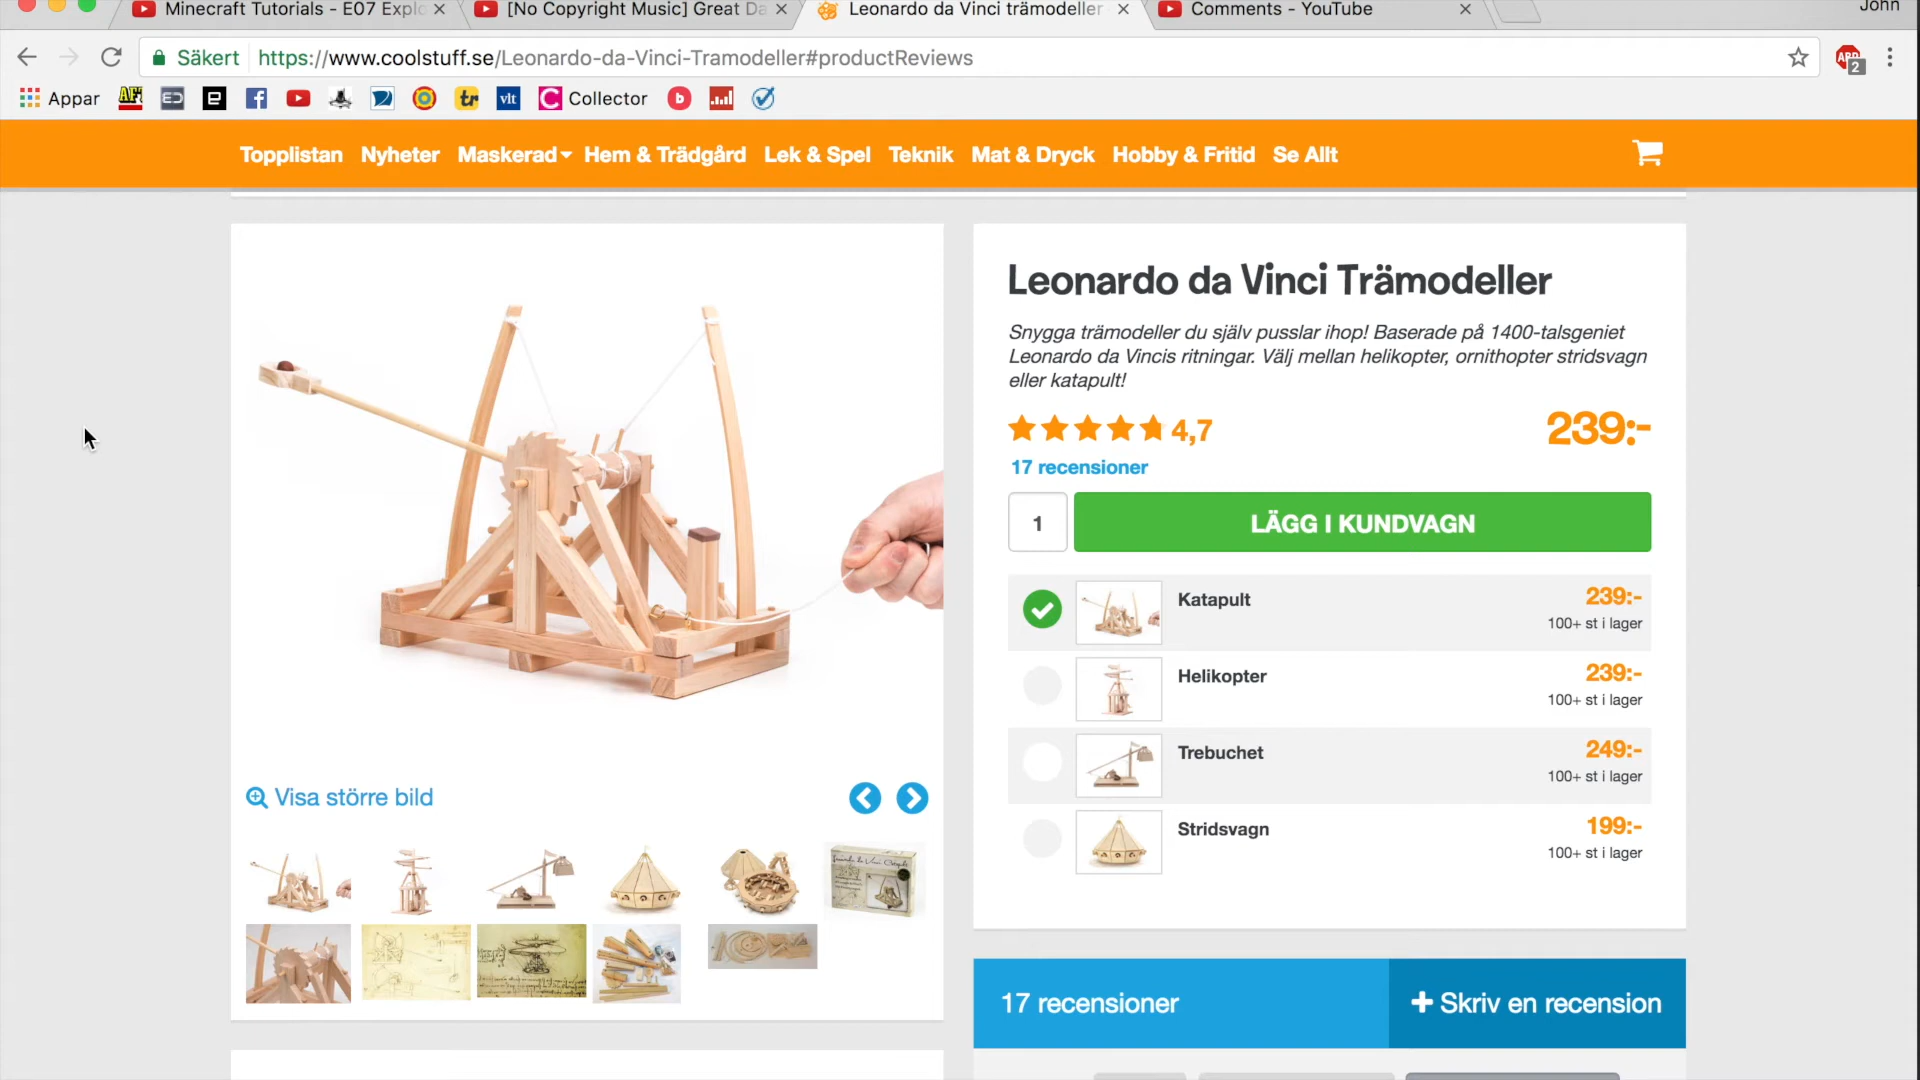 Minecraft Tutorials - E07 Explo
[No Copyright Music] Great Da
Leonardo da Vinci trämodeller
Comments - YouTube
John
Säkert
https://www.coolstuff.se/Leonardo-da-Vinci-Tramodeller#productReviews
2
Appar
tr
vlt
Collector
Topplistan
Nyheter
Maskerad
Hem & Trädgård
Lek & Spel
Teknik
Mat & Dryck
Hobby & Fritid
Se Allt
Leonardo da Vinci Trämodeller
Snygga trämodeller du själv pusslar ihop! Baserade på 1400-talsgeniet
Leonardo da Vincis ritningar. Välj mellan helikopter, ornithopter stridsvagn
eller katapult!
4,7
239:-
17 recensioner
1
LÄGG I KUNDVAGN
Katapult
239:-
100+ st i lager
Helikopter
239:-
100+ st i lager
Trebuchet
249:-
100+ st i lager
Stridsvagn
199:-
100+ st i lager
Visa större bild
17 recensioner
Skriv en recension